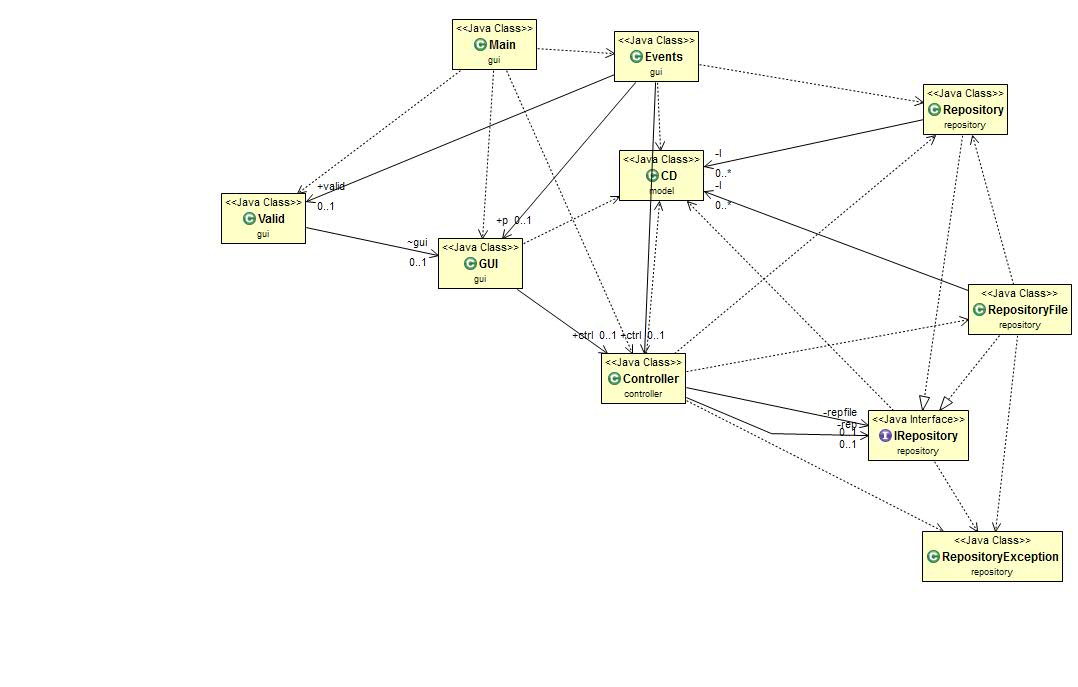 <<Java Class>>
C Main
gui
<<Java Class>>
C Events
gui
<<Java Class>>
C Repository
repository
<<Java Class>>
C CD
model
-l
0..*
-l
0..*
+valid
0..1
<<Java Class>>
C Valid
gui
+p 0..1
~gui
0..1
<<Java Class>>
C GUI
gui
<<Java Class>>
C RepositoryFile
repository
+ctrl 0..1 +ctrl 0..1
<<Java Class>>
C Controller
controller
-repfile
0..1
-rep
0..1
<<Java Interface>>
I IRepository
repository
<<Java Class>>
C RepositoryException
repository